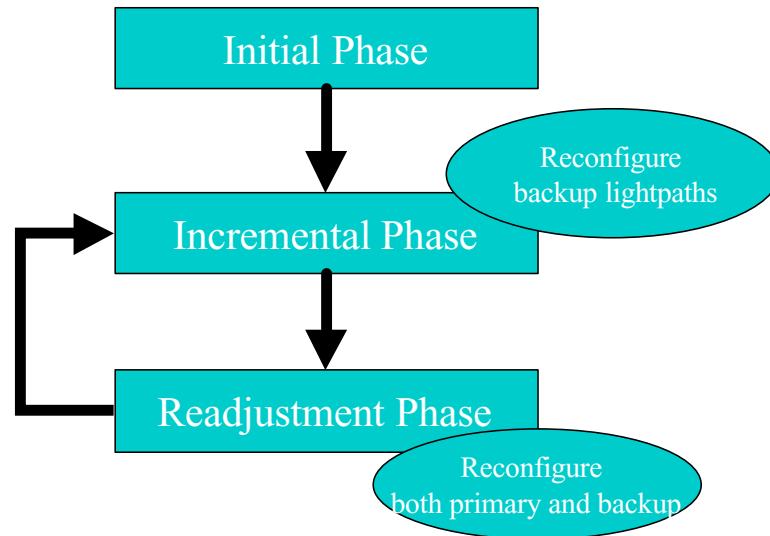 Initial Phase
Reconfigure
backup lightpaths
Incremental Phase
Readjustment Phase
Reconfigure
both primary and backup